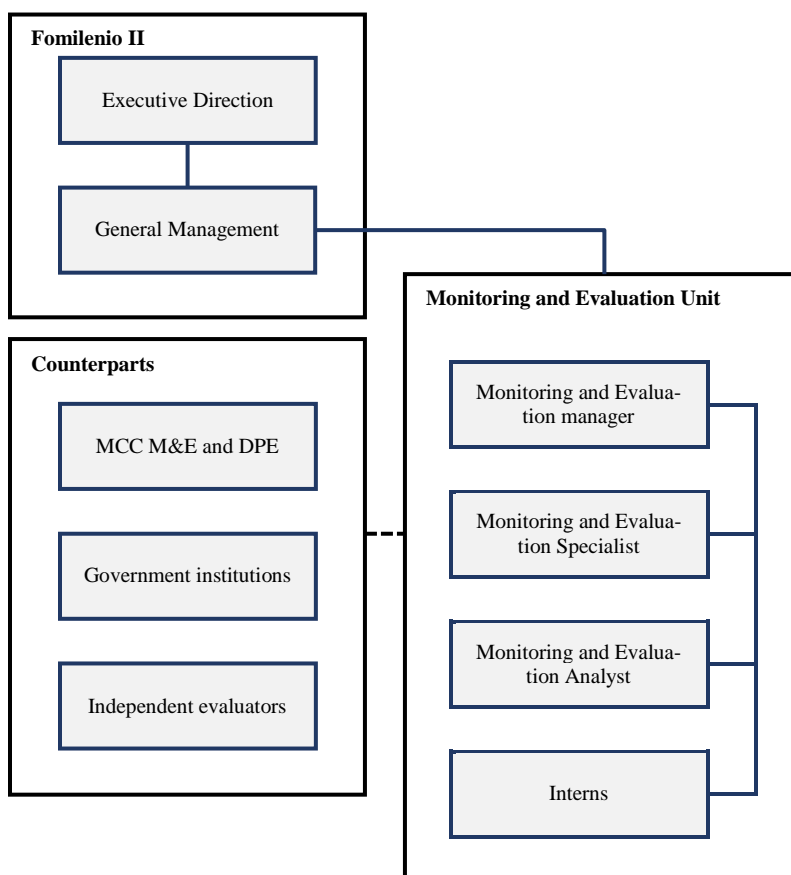 Fomilenio II
Executive Direction
General Management
Monitoring and Evaluation Unit
Monitoring and Evalua-
tion manager
Monitoring and Evalua-
tion Specialist
Monitoring and Evalua-
tion Analyst
Interns
Counterparts
MCC M&E and DPE
Government institutions
Independent evaluators